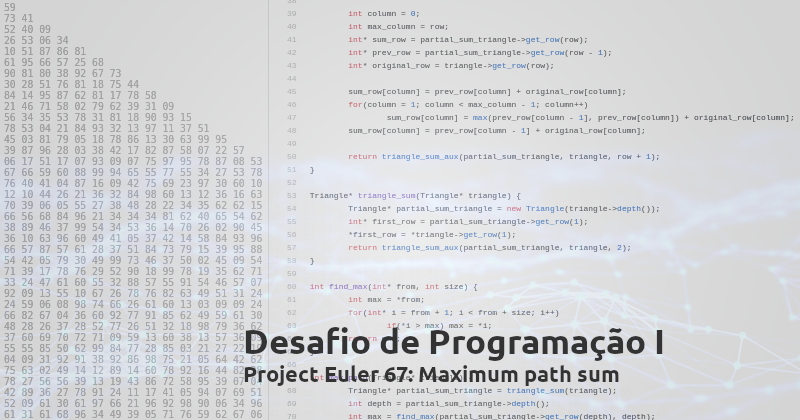 59
73 41
52 40 09
26 53 06 34
10 51 87 86 81
61 95 66 57 25 68
90 81 80 38 92 67 73
30 28 51 76 81 18 75 44
84 14 95 87 62 81 17 78 58
21 46 71 58 02 79 62 39 31 09
56 34 35 53 78 31 81 18 90 93 15
78 53 04 21 84 93 32 13 97 11 37 51
45 03 81 79 05 18 78 86 13 30 63 99 95
39 87 96 28 03 38 42 17 82 87 58 07 22 57
06 17 51 17 07 93 09 07 75 97 95 78 87 08 53
67 66 59 60 88 99 94 65 55 77 55 34 27 53 78
76 40 41 04 87 16 09 42 75 69 23 97 30 60 10
12 10 44 26 21 36 32 84 98 60 13 12 36 16 63
70 39 06 05 55 27 38 48 28 22 34 35 62 62 15
66 56 68 84 96 21 34 34 34 81 62 40 65 54 62
38 89 46 37 99 54 34 53 36 14 70 26 02 90 45
36 10 63 96 60 49 41 05 37 42 14 58 84 93 96
66 57 87 57 61 28 37 51 84 73 79 15 39 95 88
54 42 05 79 30 49 99 73 46 37 50 02 45 09 54
71 39 17 78 76 29 52 90 18 99 78 19 35 62 71
33 24 47 61 60 55 32 88 57 55 91 54 46 57 07
92 09 13 55 10 67 26 78 76 82 63 49 51 31 24
24 59 06 08 98 74 66 26 61 60 13 03 09 09 24
66 82 67 04 36 60 92 77 91 85 62 49 59 61 30
48 28 26 37 28 52 77 26 51 32 18 98 79 36 62
37 60 69 70 72 71 09 59 13 60 38 13 57 36
55 55 85 50 62 99 84 77 28 85 03 21 27 22
04 09 31 92 91 38 92 86 98 75 21 05 64 42 62
75 63 02 49 14 12 89 14 60 78 92 16 44 82
78 27 56 56 39 13 19 43 86 72 58 95 39 07
42 89 36 27 78 91 24 11 17 41 05 94 07 69 51
52 09 61 30 61 97 66 21 96 92 98 90 06 34 96
61 31 61 68 96 34 49 39 05 71 76 59 62 67 06
38
39 int column = 0;
40 int max_column = row;
41 int* sum_row = partial_sum_triangle->get_row(row);
42 int* prev_row = partial_sum_triangle->get_row(row - 1);
43 int* original_row = triangle->get_row(row);
44
45 sum_row[column] = prev_row[column] + original_row[column];
46 for(column = 1; column < max_column - 1; column++)
47 sum_row[column] = max(prev_row[column - 1], prev_row[column]) + original_row[column];
48 sum_row[column] = prev_row[column - 1] + original_row[column];
49
50 return triangle_sum_aux(partial_sum_triangle, triangle, row + 1);
51 }
52
53 Triangle* triangle_sum(Triangle* triangle) {
54 Triangle* partial_sum_triangle = new Triangle(triangle->depth());
55 int* first_row = partial_sum_triangle->get_row(1);
56 *first_row = *triangle->get_row(1);
57 return triangle_sum_aux(partial_sum_triangle, triangle, 2);
58 }
59
60 int find_max(int* from, int size) {
61 int max = *from;
62 for(int* i = from + 1; i < from + size; i++)
63 if(*i > max) max = *i;
Desafio de Programação I
Project Euler 67: Maximum path sum
68 Triangle* partial_sum_triangle = triangle_sum(triangle);
69 int depth = partial_sum_triangle->depth();
70 int max = find_max(partial_sum_triangle->get_row(depth), depth);